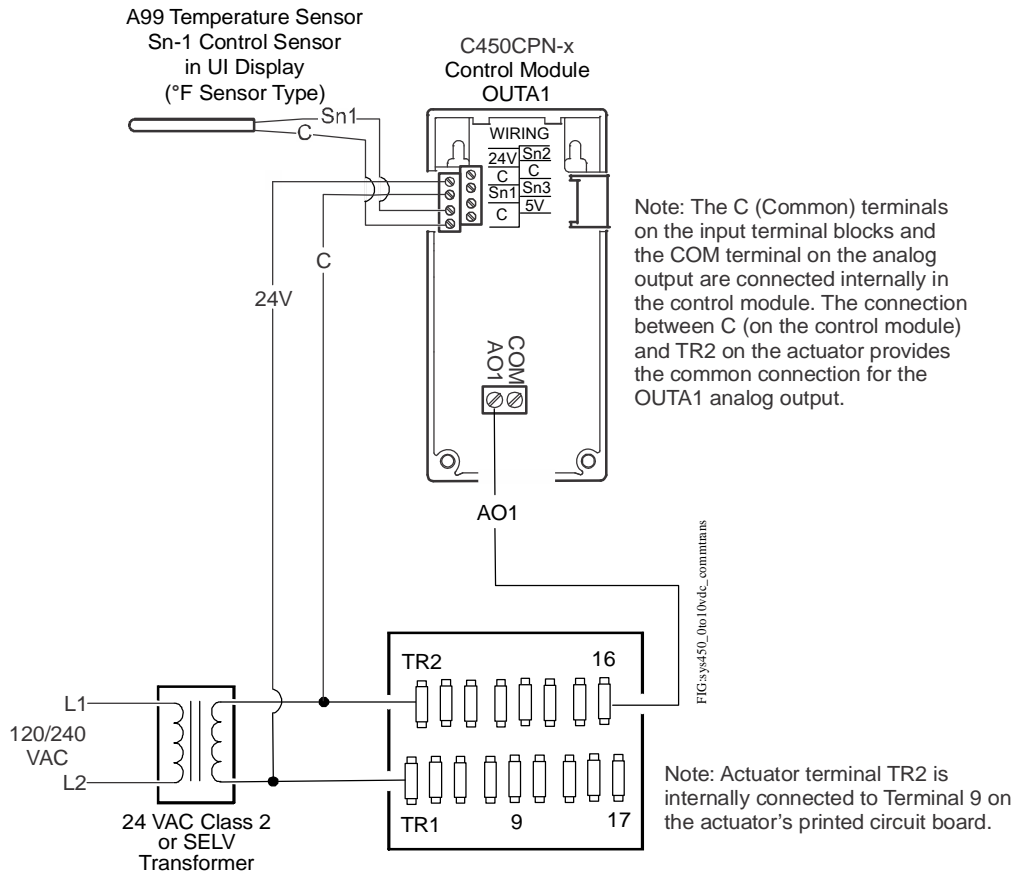 A99 Temperature Sensor
Sn-1 Control Sensor
in UI Display
(°F Sensor Type)
Sn1
C
C450CPN-x
Control Module
OUTA1
WIRING
24V Sn2
C C
Sn1 Sn3
C 5V
Note: The C (Common) terminals
on the input terminal blocks and
the COM terminal on the analog
output are connected internally in
the control module. The connection
between C (on the control module)
and TR2 on the actuator provides
the common connection for the
OUTA1 analog output.
C
24V
COM
AO1
AO1
FIG:sys450_0to10vdc_commtrans
TR2 16
L1
120/240
VAC
L2
24 VAC Class 2
or SELV
Transformer
TR1 9 17
Note: Actuator terminal TR2 is
internally connected to Terminal 9 on
the actuator's printed circuit board.